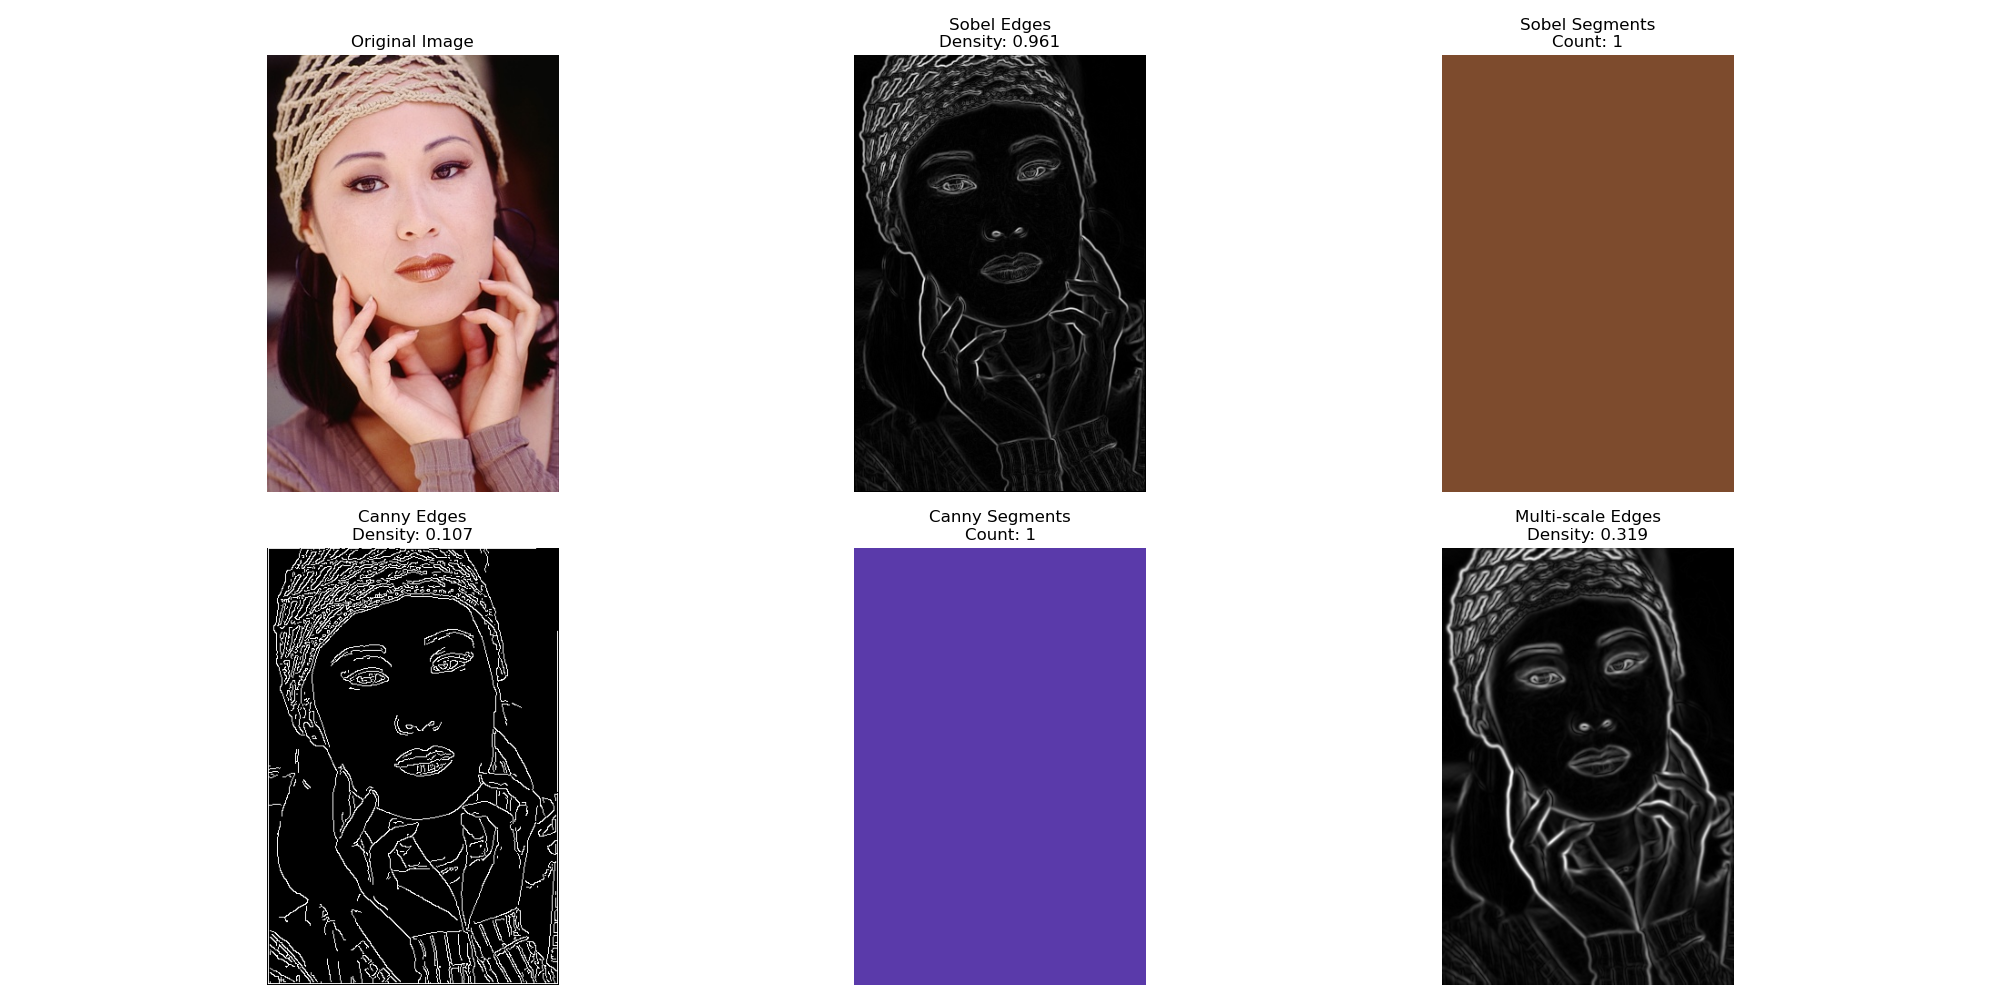 Original Image
Sobel Edges
Density: 0.961
Sobel Segments
Count: 1
Canny Edges
Density: 0.107
Canny Segments
Count: 1
Multi-scale Edges
Density: 0.319